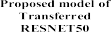 Proposed model of
Transferred
RESNET50